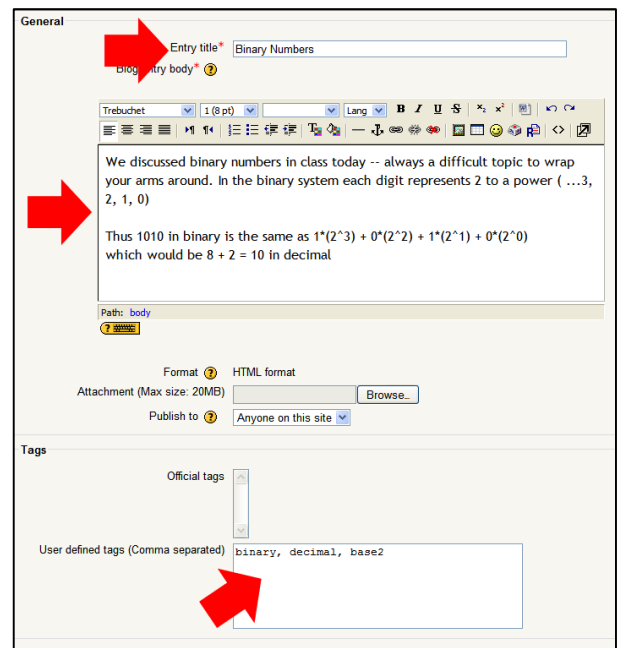 General
Entry title* Binary Numbers
Blog entry body*
Trebuchet 1 (8 pt) Lang B I U S x₂ x²
We discussed binary numbers in class today -- always a difficult topic to wrap
your arms around. In the binary system each digit represents 2 to a power ( ...3,
2, 1, 0)
Thus 1010 in binary is the same as 1*(2^3) + 0*(2^2) + 1*(2^1) + 0*(2^0)
which would be 8 + 2 = 10 in decimal
Path: body
Format HTML format
Attachment (Max size: 20MB) Browse...
Publish to Anyone on this site
Tags
Official tags
User defined tags (Comma separated) binary, decimal, base2